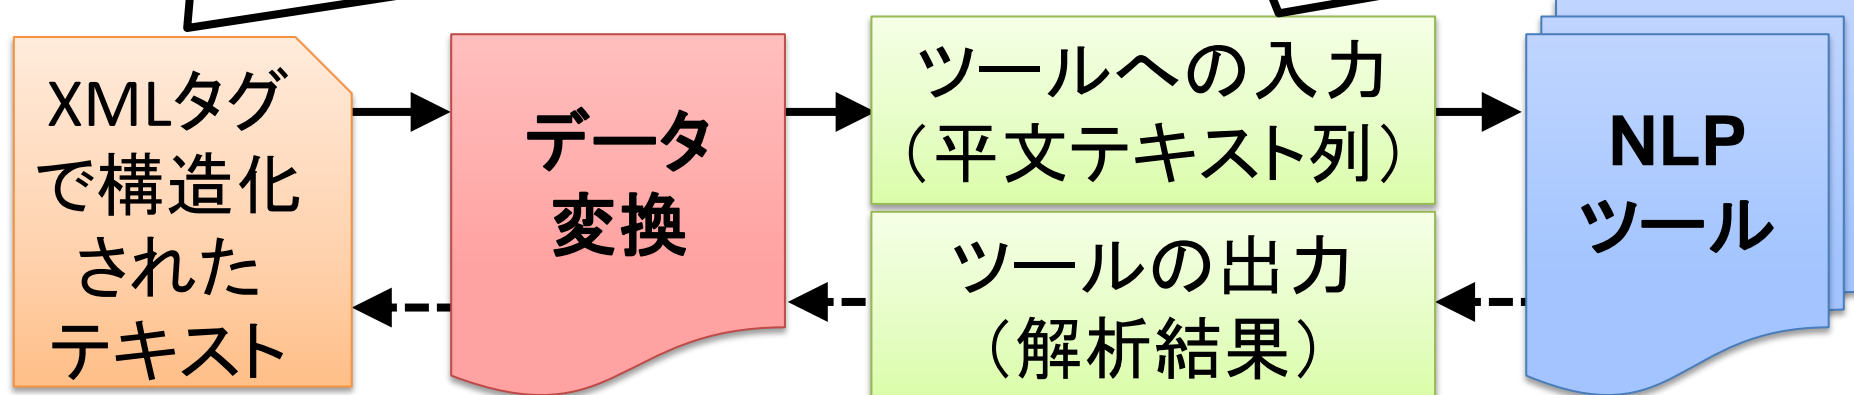 XMLタグ
で構造化
された
テキスト
データ
変換
ツールへの入力
（平文テキスト列）
ツールの出力
（解析結果）
NLP
ツール